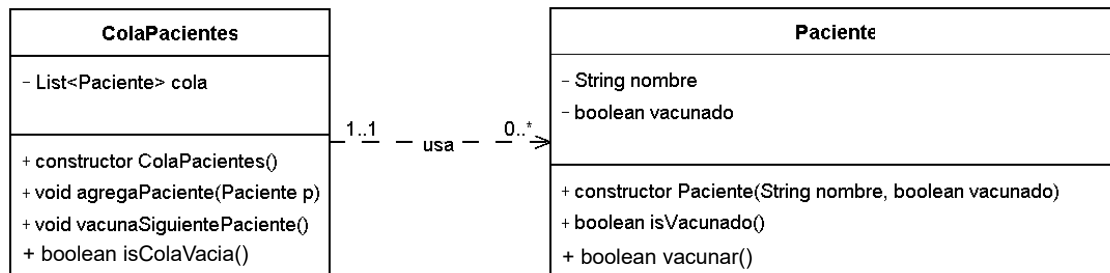 ColaPacientes
- List<Paciente> cola
+ constructor ColaPacientes()
+ void agregaPaciente(Paciente p)
+ void vacunaSiguientePaciente()
+ boolean isColaVacia()
1..1
usa
0..*
Paciente
- String nombre
- boolean vacunado
+ constructor Paciente(String nombre, boolean vacunado)
+ boolean isVacunado()
+ boolean vacunar()